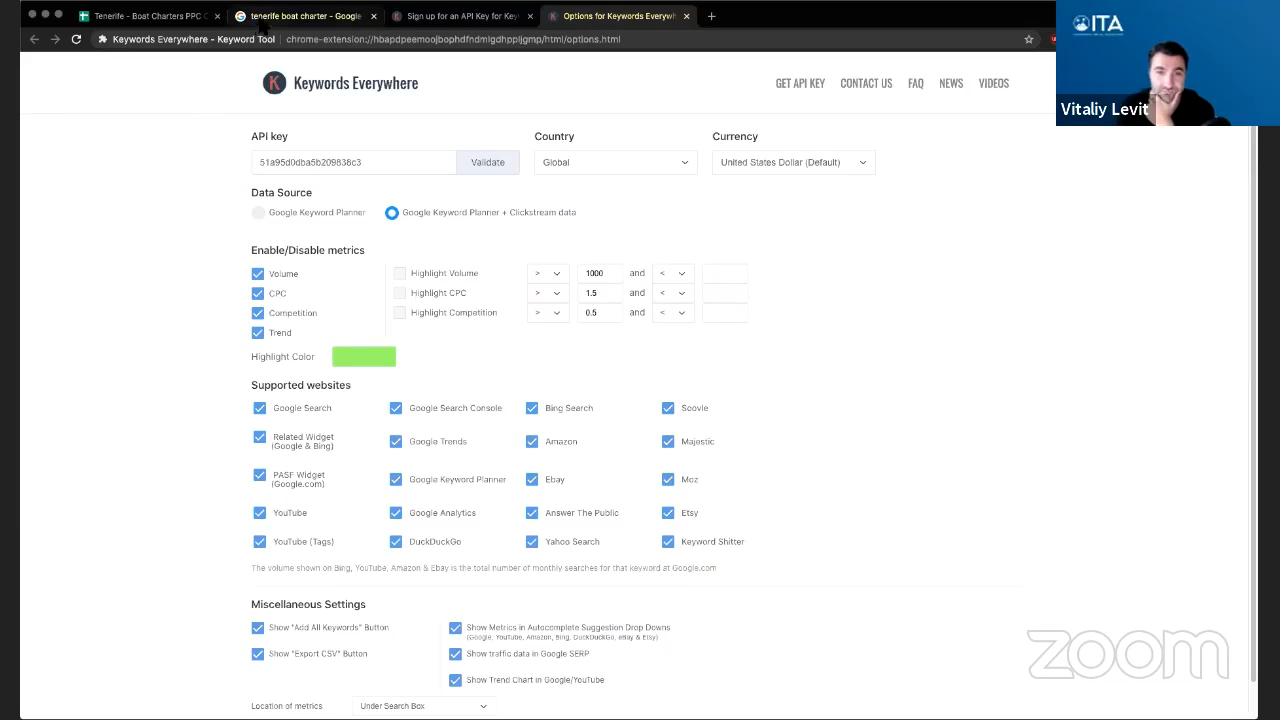 Tenerife - Boat Charters PPC C
tenerife boat charter - Google
Sign up for an API Key for Key
Options for Keywords Everywh
Keywords Everywhere - Keyword Tool
chrome-extension://hbapdpeemoojbophdfndmlgdhppljgmp/html/options.html
ITA
Vitaliy Levit
Keywords Everywhere
GET API KEY
CONTACT US
FAQ
NEWS
VIDEOS
API key
Country
Currency
51a95d0dba5b209838c3
Validate
Global
United States Dollar (Default)
Data Source
Google Keyword Planner
Google Keyword Planner + Clickstream data
Enable/Disable metrics
Volume
Highlight Volume
> 1000 and <
CPC
Highlight CPC
> 1.5 and <
Competition
Highlight Competition
> 0.5 and <
Trend
Highlight Color
Supported websites
Google Search
Google Search Console
Bing Search
Soovle
Related Widget
(Google & Bing)
Google Trends
Amazon
Majestic
PASF Widget
(Google.com)
Google Keyword Planner
Ebay
Moz
YouTube
Google Analytics
Answer The Public
Etsy
YouTube (Tags)
DuckDuckGo
Yahoo Search
Keyword Shitter
The volume shown on Bing, YouTube, Amazon & Ebay is the total number of monthly searches for that keyword at Google.com
Miscellaneous Settings
Show "Add All Keywords" Button
Show Metrics in Autocomplete Suggestion Drop Downs
(Google, YouTube, Amazon, Bing, DuckDuckGo, eBay & Etsy)
Show "Export CSV" Button
Show traffic data in Google SERP
Show Trend Chart in Google/YouTube
Location of metrics
Under Search Box
zoom